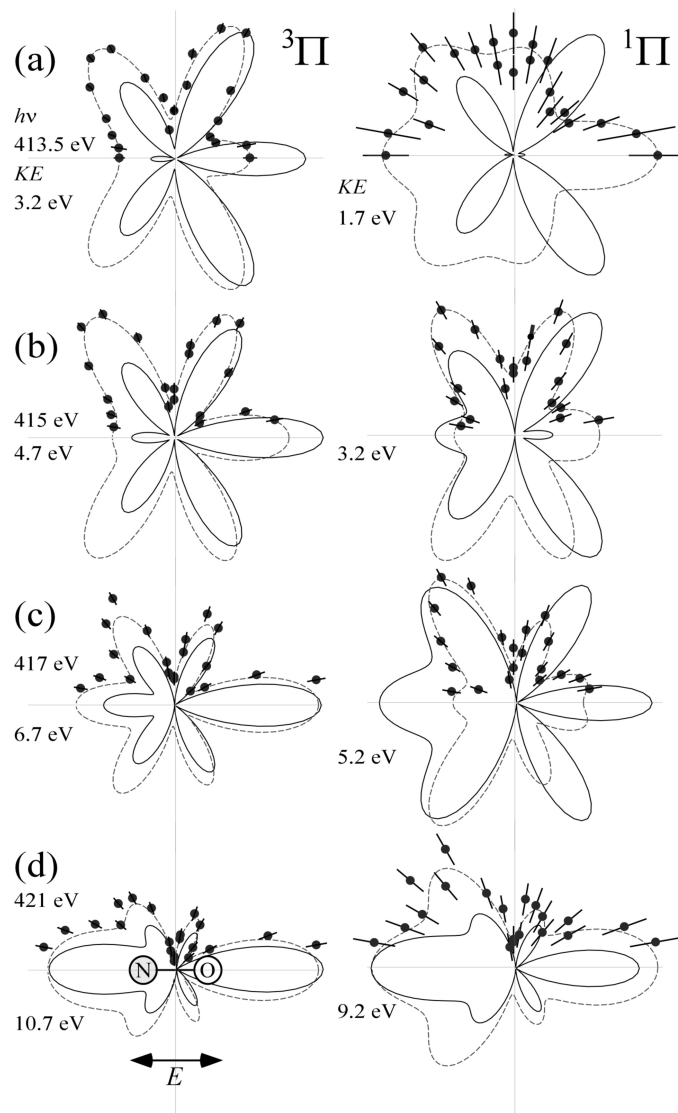 (a)
³Π
¹Π
hν
413.5 eV
KE
3.2 eV
KE
1.7 eV
(b)
415 eV
4.7 eV
3.2 eV
(c)
417 eV
6.7 eV
5.2 eV
(d)
421 eV
N
O
10.7 eV
9.2 eV
E